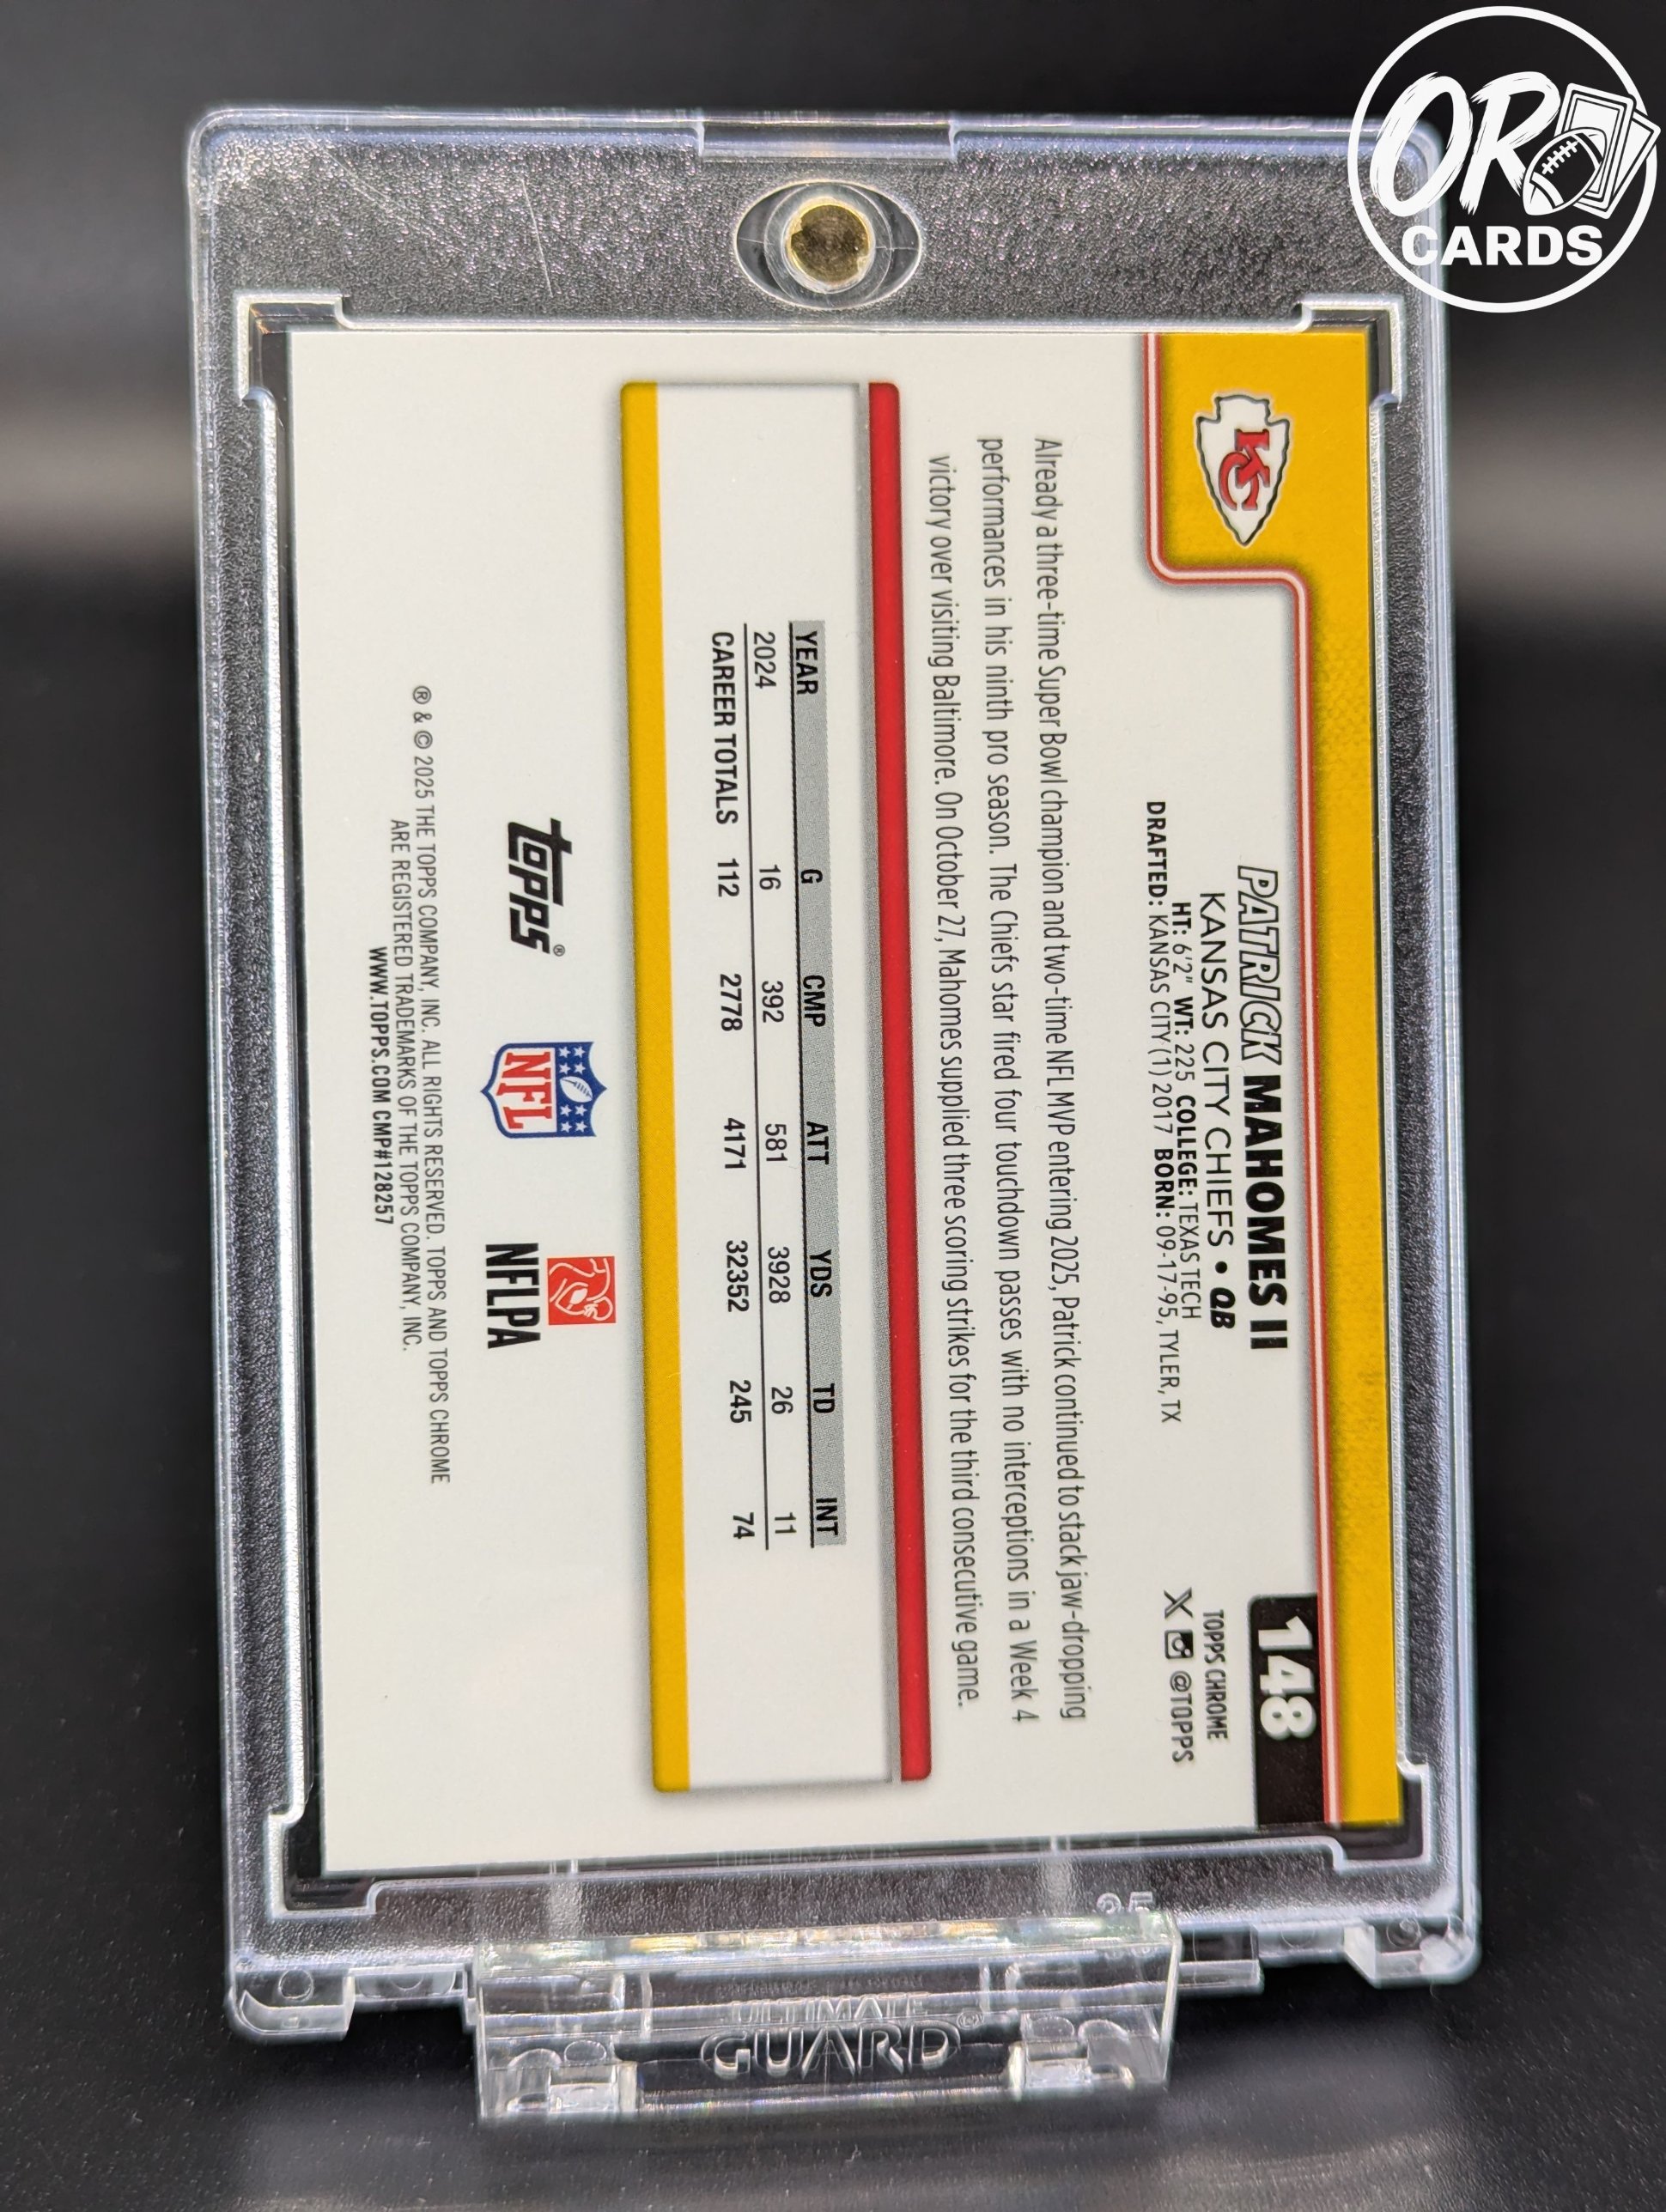 OR
CARDS
KC
PATRICK MAHOMES II
KANSAS CITY CHIEFS • QB
HT: 6'2" WT: 225 COLLEGE: TEXAS TECH
DRAFTED: KANSAS CITY (1) 2017 BORN: 09-17-95, TYLER, TX
148
TOPPS CHROME
X @TOPPS
Already a three-time Super Bowl champion and two-time NFL MVP entering 2025, Patrick continued to stack jaw-dropping
performances in his ninth pro season. The Chiefs star fired four touchdown passes with no interceptions in a Week 4
victory over visiting Baltimore. On October 27, Mahomes supplied three scoring strikes for the third consecutive game.
YEAR G CMP ATT YDS TD INT
2024 16 392 581 3928 26 11
CAREER TOTALS 112 2778 4171 32352 245 74
topps®
NFL
NFLPA
® & © 2025 THE TOPPS COMPANY, INC. ALL RIGHTS RESERVED. TOPPS AND TOPPS CHROME
ARE REGISTERED TRADEMARKS OF THE TOPPS COMPANY, INC.
WWW.TOPPS.COM CMP#128257
ULTIMATE
GUARD®